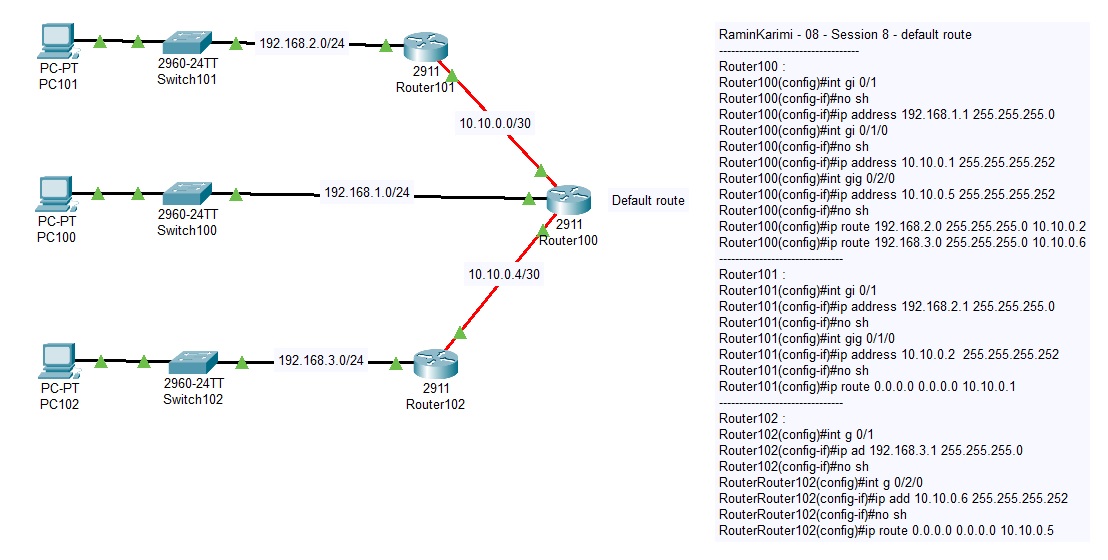 192.168.2.0/24
PC-PT
PC101
2960-24TT
Switch101
2911
Router101
10.10.0.0/30
192.168.1.0/24
PC-PT
PC100
2960-24TT
Switch100
2911
Router100
Default route
10.10.0.4/30
192.168.3.0/24
PC-PT
PC102
2960-24TT
Switch102
2911
Router102
RaminKarimi - 08 - Session 8 - default route
-----------------------------------
Router100 :
Router100(config)#int gi 0/1
Router100(config-if)#no sh
Router100(config-if)#ip address 192.168.1.1 255.255.255.0
Router100(config)#int gi 0/1/0
Router100(config-if)#no sh
Router100(config-if)#ip address 10.10.0.1 255.255.255.252
Router100(config)#int gig 0/2/0
Router100(config-if)#ip address 10.10.0.5 255.255.255.252
Router100(config-if)#no sh
Router100(config)#ip route 192.168.2.0 255.255.255.0 10.10.0.2
Router100(config)#ip route 192.168.3.0 255.255.255.0 10.10.0.6
-------------------------------
Router101 :
Router101(config)#int gi 0/1
Router101(config-if)#ip address 192.168.2.1 255.255.255.0
Router101(config-if)#no sh
Router101(config)#int gig 0/1/0
Router101(config-if)#ip address 10.10.0.2  255.255.255.252
Router101(config-if)#no sh
Router101(config)#ip route 0.0.0.0 0.0.0.0 10.10.0.1
-------------------------------
Router102 :
Router102(config)#int g 0/1
Router102(config-if)#ip ad 192.168.3.1 255.255.255.0
Router102(config-if)#no sh
RouterRouter102(config)#int g 0/2/0
RouterRouter102(config-if)#ip add 10.10.0.6 255.255.255.252
RouterRouter102(config-if)#no sh
RouterRouter102(config)#ip route 0.0.0.0 0.0.0.0 10.10.0.5